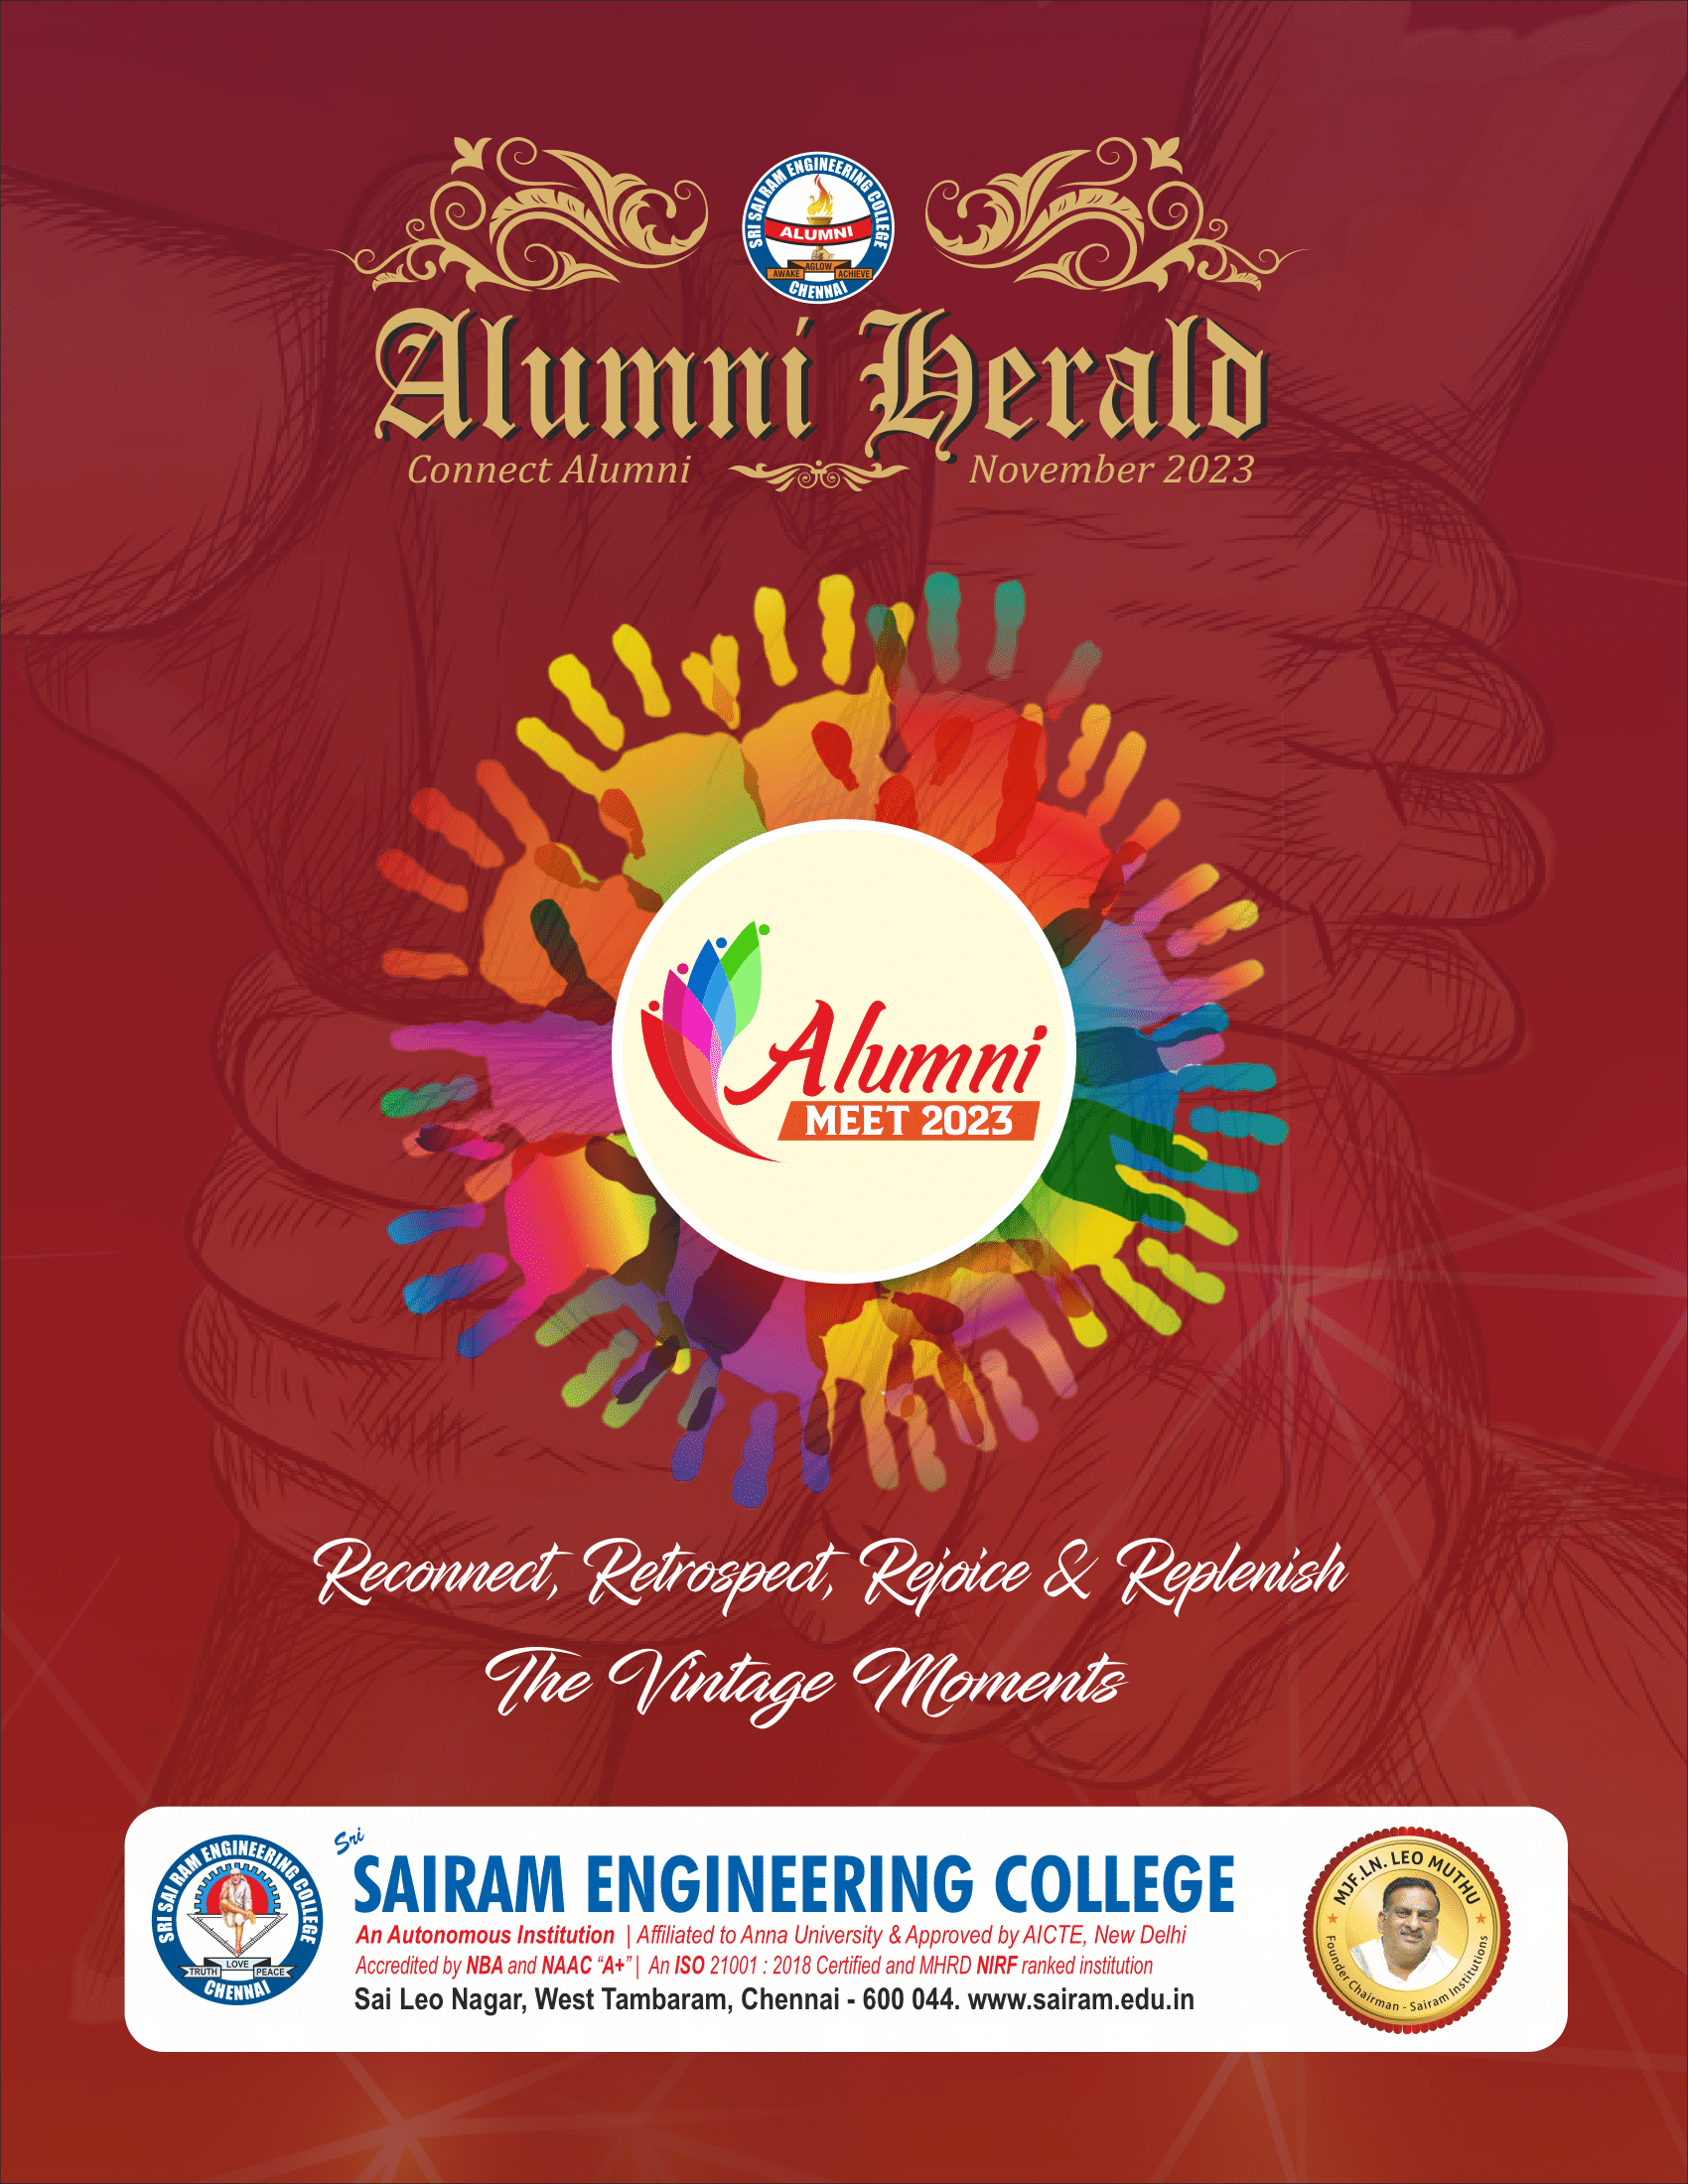 SRI SAI RAM ENGINEERING COLLEGE
ALUMNI
AGLOW
AWAKE ACHIEVE
CHENNAI
Alumni Herald
Connect Alumni November 2023
Alumni
MEET 2023
Reconnect, Retrospect, Rejoice & Replenish
The Vintage Moments
Sri
SAIRAM ENGINEERING COLLEGE
An Autonomous Institution | Affiliated to Anna University & Approved by AICTE, New Delhi
Accredited by NBA and NAAC “A+” | An ISO 21001 : 2018 Certified and MHRD NIRF ranked institution
Sai Leo Nagar, West Tambaram, Chennai - 600 044. www.sairam.edu.in
SRI SAI RAM ENGINEERING COLLEGE
LOVE
TRUTH PEACE
CHENNAI
MJF.LN. LEO MUTHU
Founder Chairman - Sairam Institutions